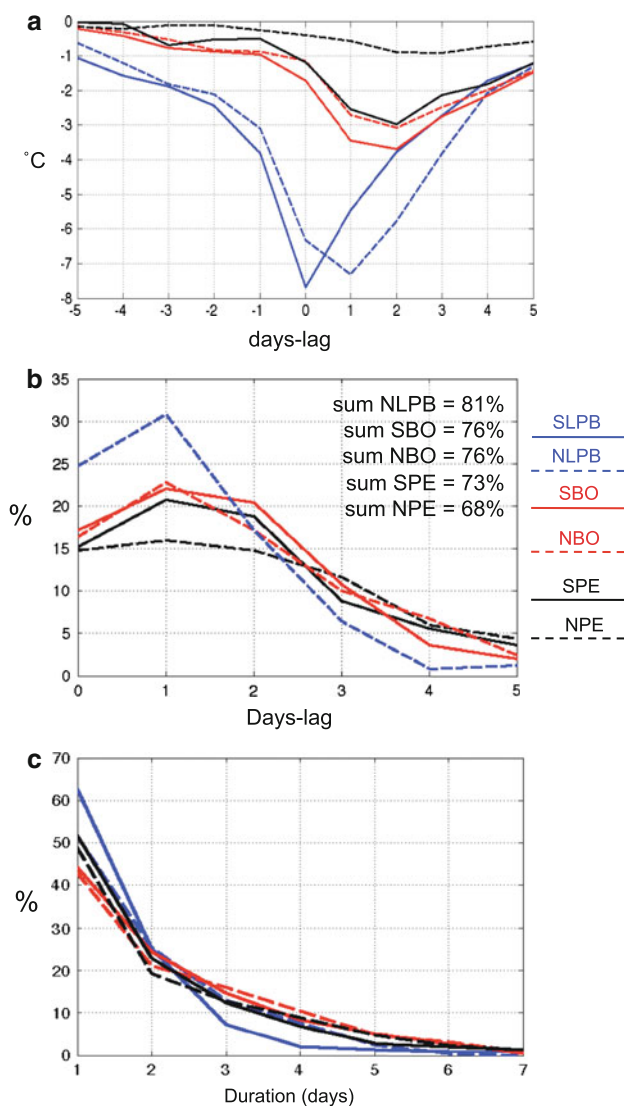 a
0
-1
-2
-3
-4
-5
-6
-7
-8
°C
-5 -4 -3 -2 -1 0 1 2 3 4 5
days-lag
b
35
30
25
20
15
10
5
0
%
sum NLPB = 81%
sum SBO = 76%
sum NBO = 76%
sum SPE = 73%
sum NPE = 68%
0 1 2 3 4 5
Days-lag
SLPB
NLPB
SBO
NBO
SPE
NPE
c
70
60
50
40
30
20
10
0
%
1 2 3 4 5 6 7
Duration (days)